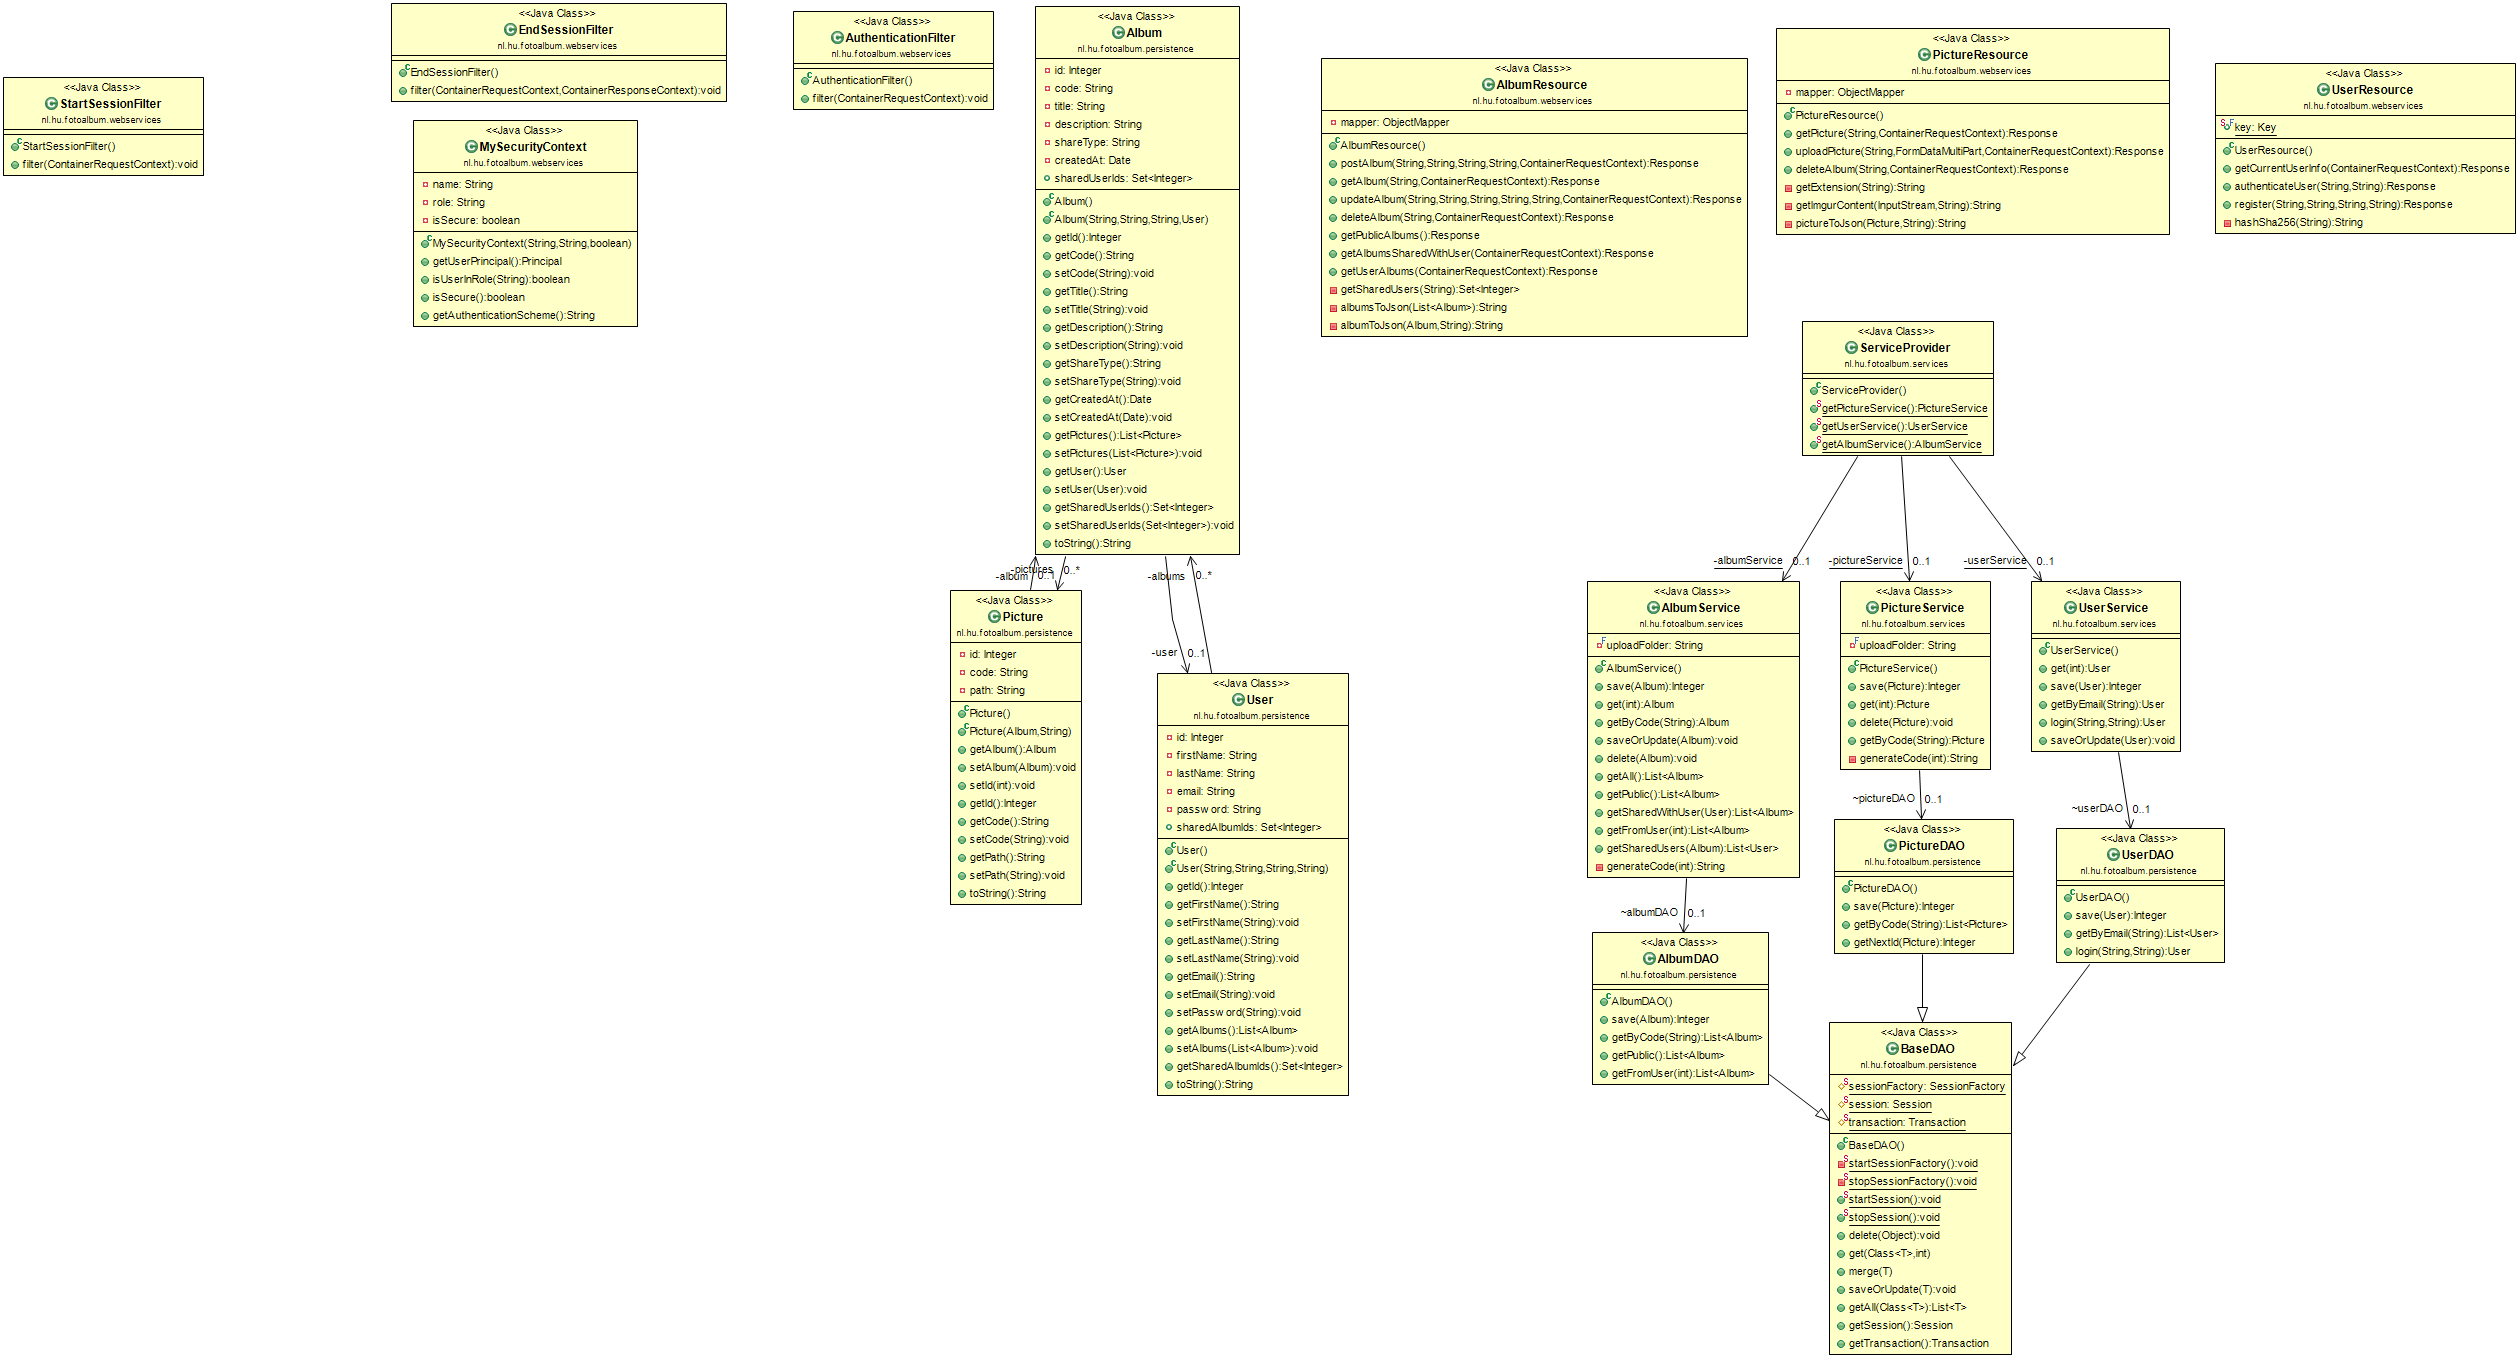 <<Java Class>>
StartSessionFilter
nl.hu.fotoalbum.webservices
StartSessionFilter()
filter(ContainerRequestContext):void
<<Java Class>>
EndSessionFilter
nl.hu.fotoalbum.webservices
EndSessionFilter()
filter(ContainerRequestContext,ContainerResponseContext):void
<<Java Class>>
MySecurityContext
nl.hu.fotoalbum.webservices
name: String
role: String
isSecure: boolean
MySecurityContext(String,String,boolean)
getUserPrincipal():Principal
isUserInRole(String):boolean
isSecure():boolean
getAuthenticationScheme():String
<<Java Class>>
AuthenticationFilter
nl.hu.fotoalbum.webservices
AuthenticationFilter()
filter(ContainerRequestContext):void
<<Java Class>>
Album
nl.hu.fotoalbum.persistence
id: Integer
code: String
title: String
description: String
shareType: String
createdAt: Date
sharedUserIds: Set<Integer>
Album()
Album(String,String,String,User)
getId():Integer
getCode():String
setCode(String):void
getTitle():String
setTitle(String):void
getDescription():String
setDescription(String):void
getShareType():String
setShareType(String):void
getCreatedAt():Date
setCreatedAt(Date):void
getPictures():List<Picture>
setPictures(List<Picture>):void
getUser():User
setUser(User):void
getSharedUserIds():Set<Integer>
setSharedUserIds(Set<Integer>):void
toString():String
-pictures 0..*
-album 0..1
-albums 0..*
-user 0..1
<<Java Class>>
Picture
nl.hu.fotoalbum.persistence
id: Integer
code: String
path: String
Picture()
Picture(Album,String)
getAlbum():Album
setAlbum(Album):void
setId(int):void
getId():Integer
getCode():String
setCode(String):void
getPath():String
setPath(String):void
toString():String
<<Java Class>>
User
nl.hu.fotoalbum.persistence
id: Integer
firstName: String
lastName: String
email: String
password: String
sharedAlbumIds: Set<Integer>
User()
User(String,String,String,String)
getId():Integer
getFirstName():String
setFirstName(String):void
getLastName():String
setLastName(String):void
getEmail():String
setEmail(String):void
setPassword(String):void
getAlbums():List<Album>
setAlbums(List<Album>):void
getSharedAlbumIds():Set<Integer>
toString():String
<<Java Class>>
AlbumResource
nl.hu.fotoalbum.webservices
mapper: ObjectMapper
AlbumResource()
postAlbum(String,String,String,String,ContainerRequestContext):Response
getAlbum(String,ContainerRequestContext):Response
updateAlbum(String,String,String,String,String,ContainerRequestContext):Response
deleteAlbum(String,ContainerRequestContext):Response
getPublicAlbums():Response
getAlbumsSharedWithUser(ContainerRequestContext):Response
getUserAlbums(ContainerRequestContext):Response
getSharedUsers(String):Set<Integer>
albumsToJson(List<Album>):String
albumToJson(Album,String):String
<<Java Class>>
PictureResource
nl.hu.fotoalbum.webservices
mapper: ObjectMapper
PictureResource()
getPicture(String,ContainerRequestContext):Response
uploadPicture(String,FormDataMultiPart,ContainerRequestContext):Response
deleteAlbum(String,ContainerRequestContext):Response
getExtension(String):String
getImgurContent(InputStream,String):String
pictureToJson(Picture,String):String
<<Java Class>>
UserResource
nl.hu.fotoalbum.webservices
key: Key
UserResource()
getCurrentUserInfo(ContainerRequestContext):Response
authenticateUser(String,String):Response
register(String,String,String,String):Response
hashSha256(String):String
<<Java Class>>
ServiceProvider
nl.hu.fotoalbum.services
ServiceProvider()
getPictureService():PictureService
getUserService():UserService
getAlbumService():AlbumService
-albumService 0..1
-pictureService 0..1
-userService 0..1
<<Java Class>>
AlbumService
nl.hu.fotoalbum.services
uploadFolder: String
AlbumService()
save(Album):Integer
get(int):Album
getByCode(String):Album
saveOrUpdate(Album):void
delete(Album):void
getAll():List<Album>
getPublic():List<Album>
getSharedWithUser(User):List<Album>
getFromUser(int):List<Album>
getSharedUsers(Album):List<User>
generateCode(int):String
<<Java Class>>
PictureService
nl.hu.fotoalbum.services
uploadFolder: String
PictureService()
save(Picture):Integer
get(int):Picture
delete(Picture):void
getByCode(String):Picture
generateCode(int):String
<<Java Class>>
UserService
nl.hu.fotoalbum.services
UserService()
get(int):User
save(User):Integer
getByEmail(String):User
login(String,String):User
saveOrUpdate(User):void
~albumDAO 0..1
~pictureDAO 0..1
~userDAO 0..1
<<Java Class>>
AlbumDAO
nl.hu.fotoalbum.persistence
AlbumDAO()
save(Album):Integer
getByCode(String):List<Album>
getPublic():List<Album>
getFromUser(int):List<Album>
<<Java Class>>
PictureDAO
nl.hu.fotoalbum.persistence
PictureDAO()
save(Picture):Integer
getByCode(String):List<Picture>
getNextId(Picture):Integer
<<Java Class>>
UserDAO
nl.hu.fotoalbum.persistence
UserDAO()
save(User):Integer
getByEmail(String):List<User>
login(String,String):User
<<Java Class>>
BaseDAO
nl.hu.fotoalbum.persistence
sessionFactory: SessionFactory
session: Session
transaction: Transaction
BaseDAO()
startSessionFactory():void
stopSessionFactory():void
startSession():void
stopSession():void
delete(Object):void
get(Class<T>,int)
merge(T)
saveOrUpdate(T):void
getAll(Class<T>):List<T>
getSession():Session
getTransaction():Transaction